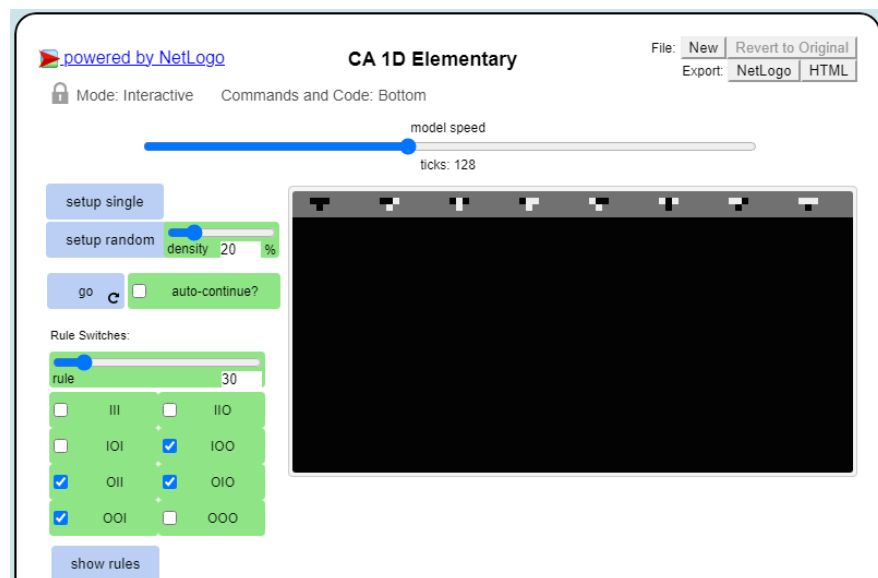 powered by NetLogo
CA 1D Elementary
File: New Revert to Original
Export: NetLogo HTML
Mode: Interactive Commands and Code: Bottom
model speed
ticks: 128
setup single
setup random
density 20 %
go
auto-continue?
Rule Switches:
rule 30
III IIO
IOI IOO
OII OIO
OOI OOO
show rules